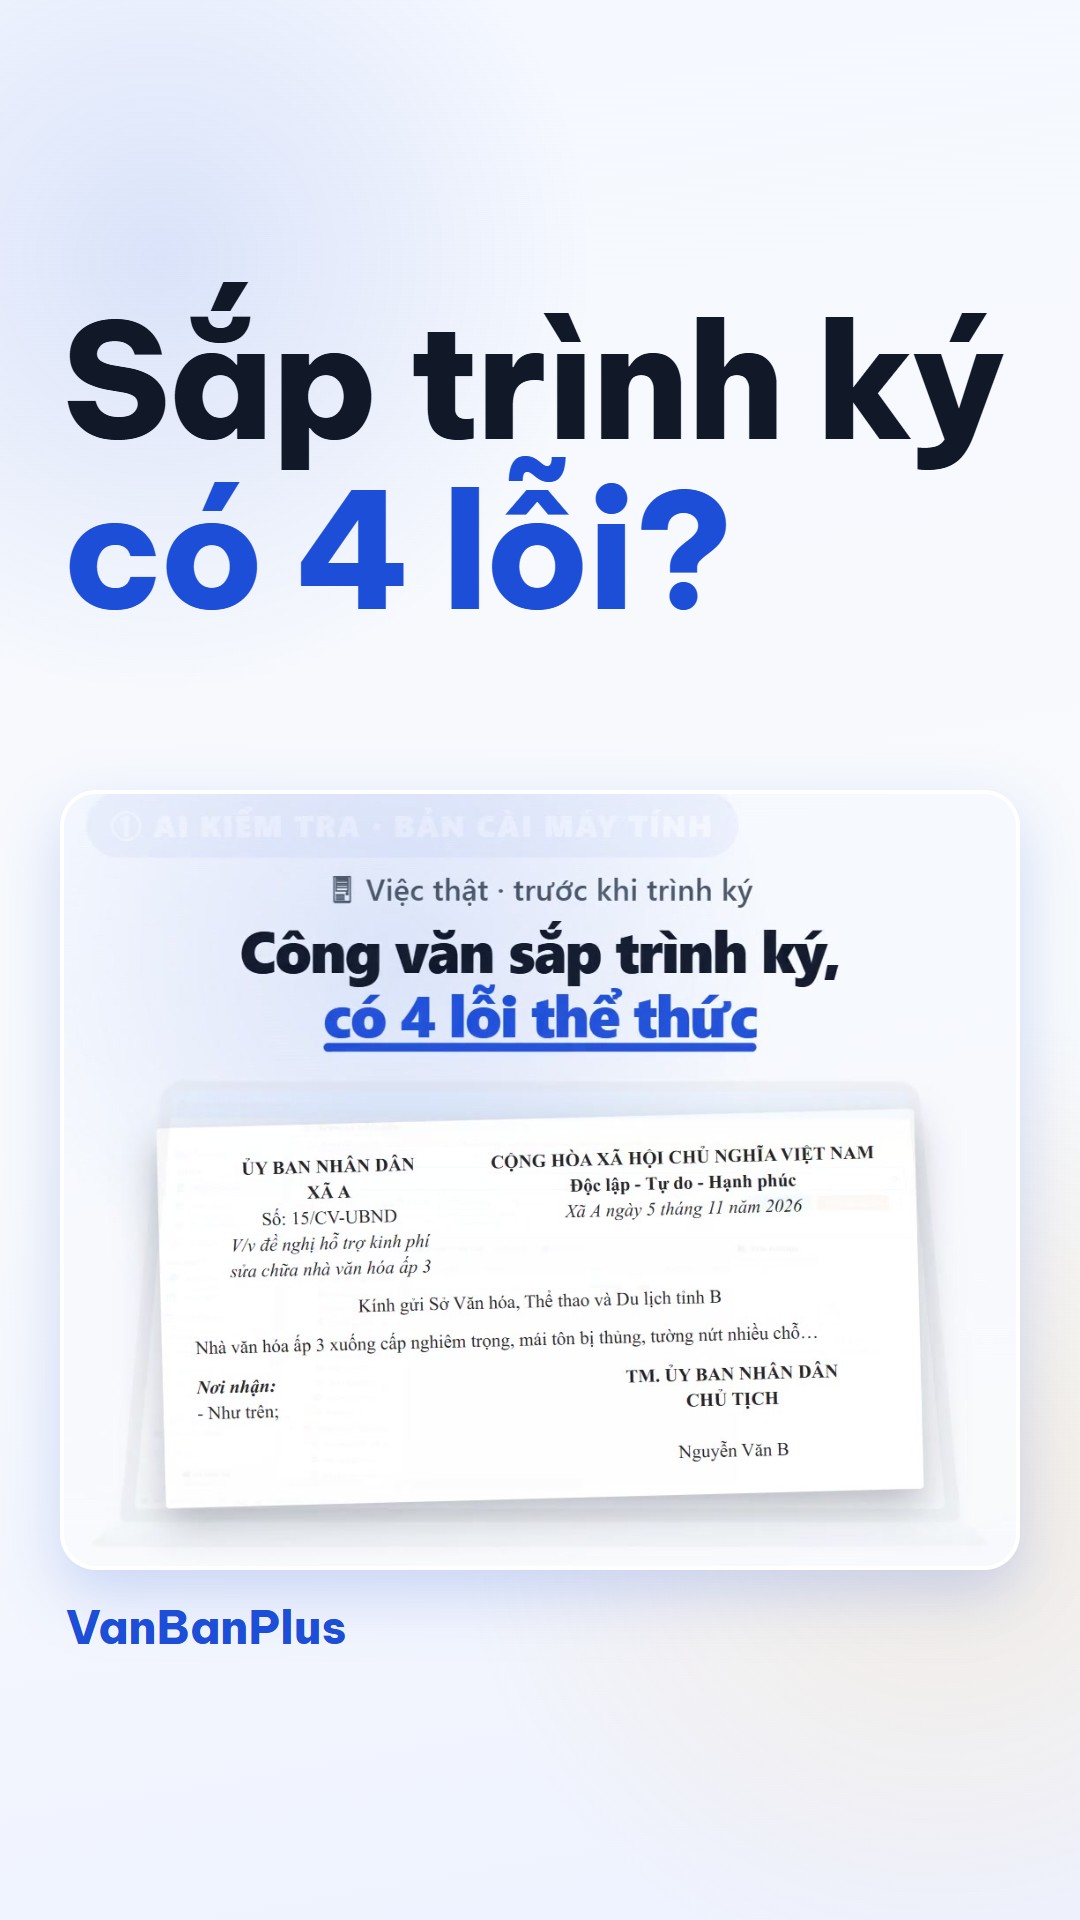 Sắp trình ký
có 4 lỗi?
① AI KIỂM TRA · BẢN CÀI MÁY TÍNH
Việc thật · trước khi trình ký
Công văn sắp trình ký,
có 4 lỗi thể thức
ỦY BAN NHÂN DÂN
XÃ A
Số: 15/CV-UBND
V/v đề nghị hỗ trợ kinh phí
sửa chữa nhà văn hóa ấp 3
CỘNG HÒA XÃ HỘI CHỦ NGHĨA VIỆT NAM
Độc lập - Tự do - Hạnh phúc
Xã A ngày 5 tháng 11 năm 2026
Kính gửi Sở Văn hóa, Thể thao và Du lịch tỉnh B
Nhà văn hóa ấp 3 xuống cấp nghiêm trọng, mái tôn bị thủng, tường nứt nhiều chỗ…
Nơi nhận:
- Như trên;
TM. ỦY BAN NHÂN DÂN
CHỦ TỊCH
Nguyễn Văn B
VanBanPlus